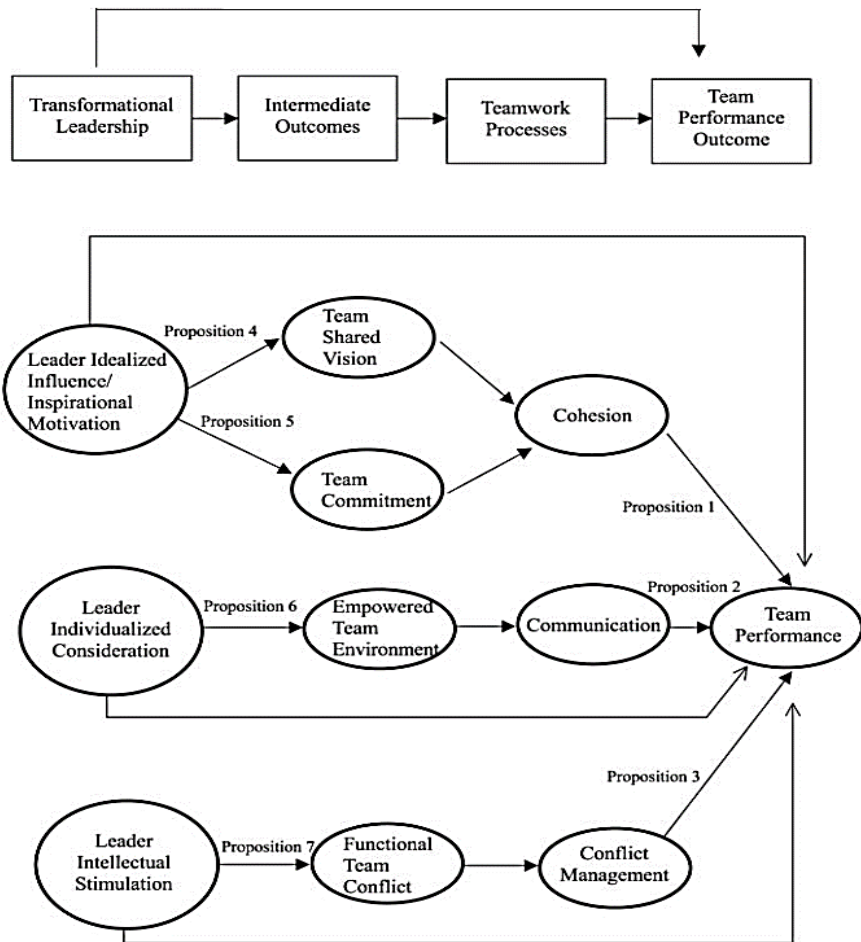 Transformational
Leadership
Intermediate
Outcomes
Teamwork
Processes
Team
Performance
Outcome
Leader Idealized
Influence/
Inspirational
Motivation
Proposition 4
Team
Shared
Vision
Proposition 5
Team
Commitment
Cohesion
Proposition 1
Leader
Individualized
Consideration
Proposition 6
Empowered
Team
Environment
Communication
Proposition 2
Team
Performance
Leader
Intellectual
Stimulation
Proposition 7
Functional
Team
Conflict
Conflict
Management
Proposition 3